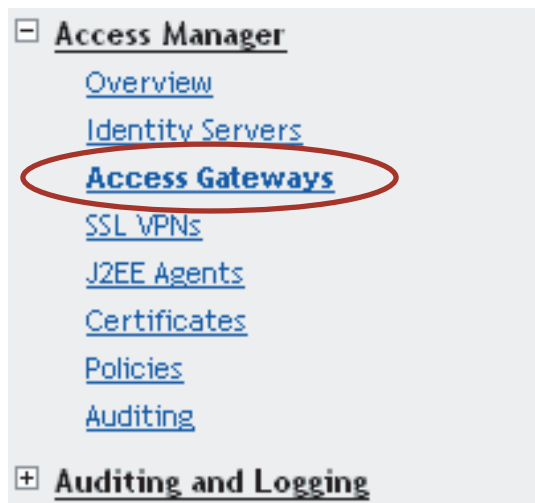 Access Manager
Overview
Identity Servers
Access Gateways
SSL VPNs
J2EE Agents
Certificates
Policies
Auditing
Auditing and Logging